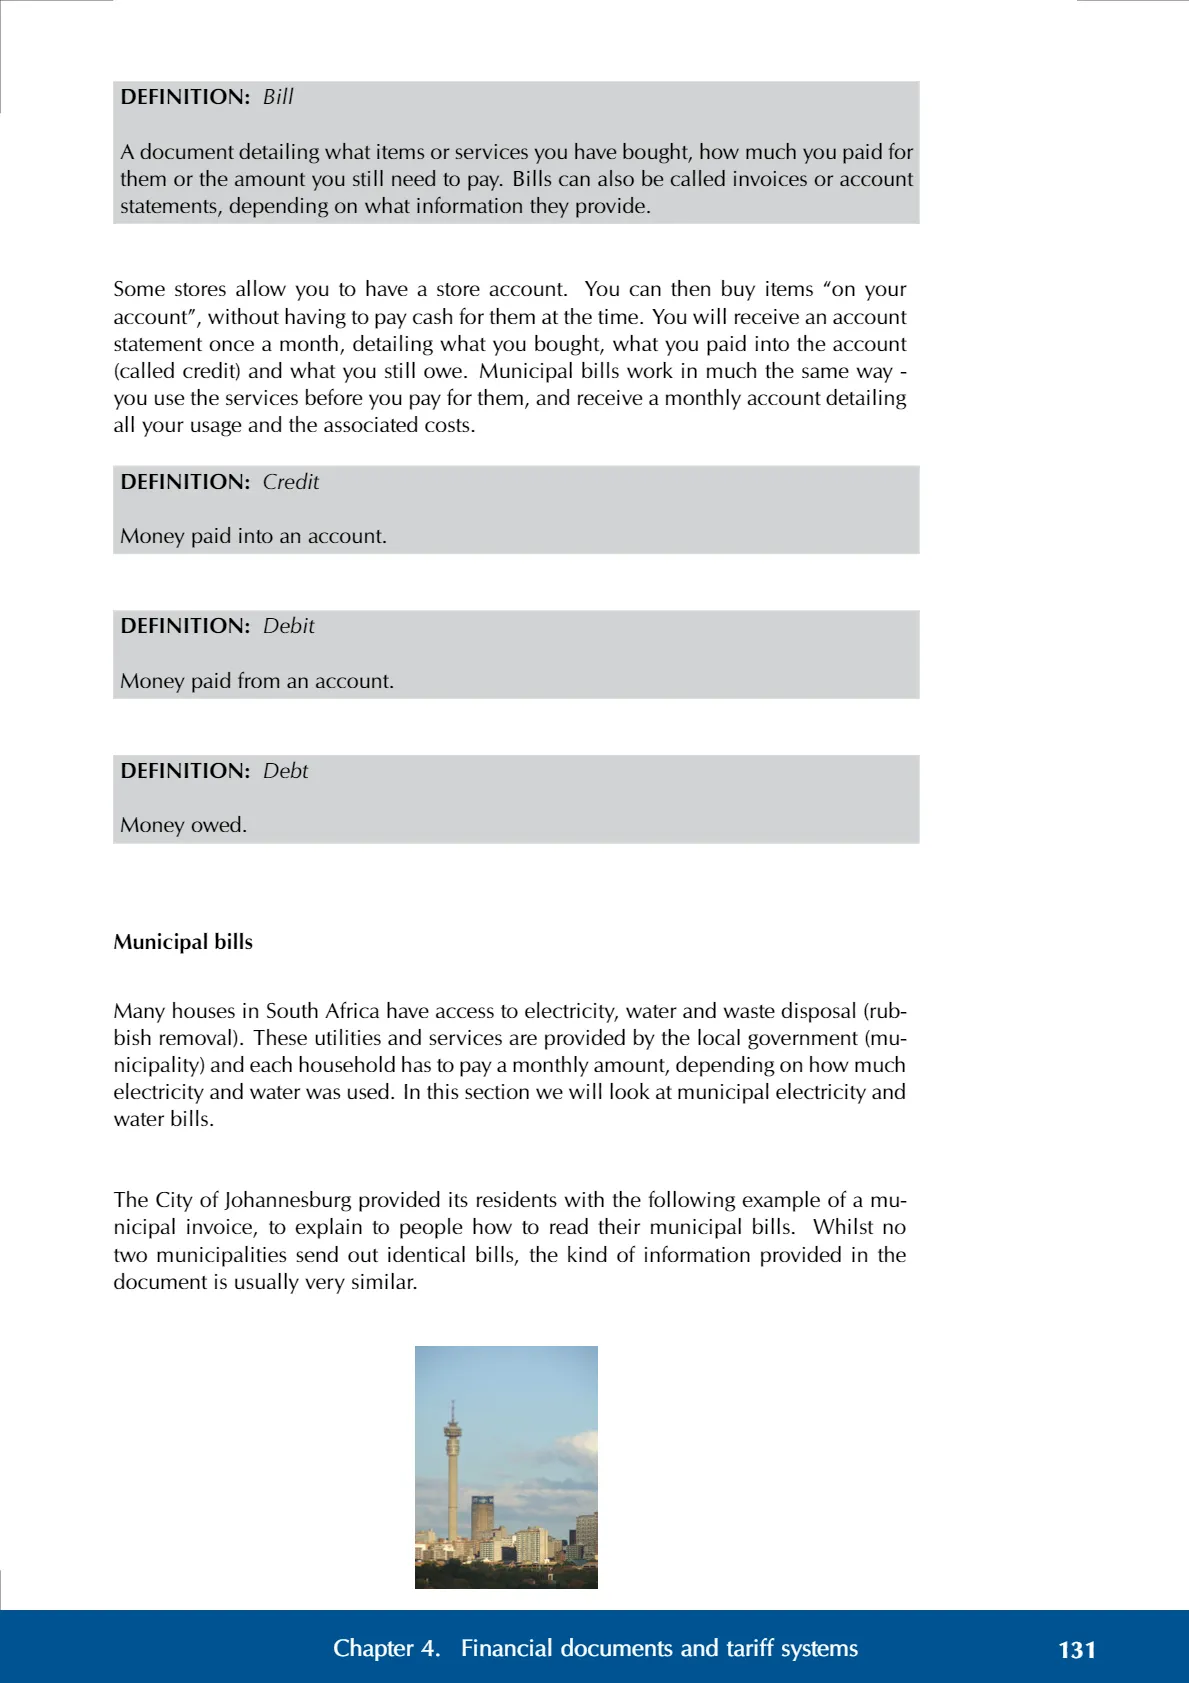 DEFINITION: Bill
A document detailing what items or services you have bought, how much you paid for
them or the amount you still need to pay. Bills can also be called invoices or account
statements, depending on what information they provide.
Some stores allow you to have a store account. You can then buy items “on your
account”, without having to pay cash for them at the time. You will receive an account
statement once a month, detailing what you bought, what you paid into the account
(called credit) and what you still owe. Municipal bills work in much the same way -
you use the services before you pay for them, and receive a monthly account detailing
all your usage and the associated costs.
DEFINITION: Credit
Money paid into an account.
DEFINITION: Debit
Money paid from an account.
DEFINITION: Debt
Money owed.
Municipal bills
Many houses in South Africa have access to electricity, water and waste disposal (rub-
bish removal). These utilities and services are provided by the local government (mu-
nicipality) and each household has to pay a monthly amount, depending on how much
electricity and water was used. In this section we will look at municipal electricity and
water bills.
The City of Johannesburg provided its residents with the following example of a mu-
nicipal invoice, to explain to people how to read their municipal bills. Whilst no
two municipalities send out identical bills, the kind of information provided in the
document is usually very similar.
Chapter 4. Financial documents and tariff systems 131